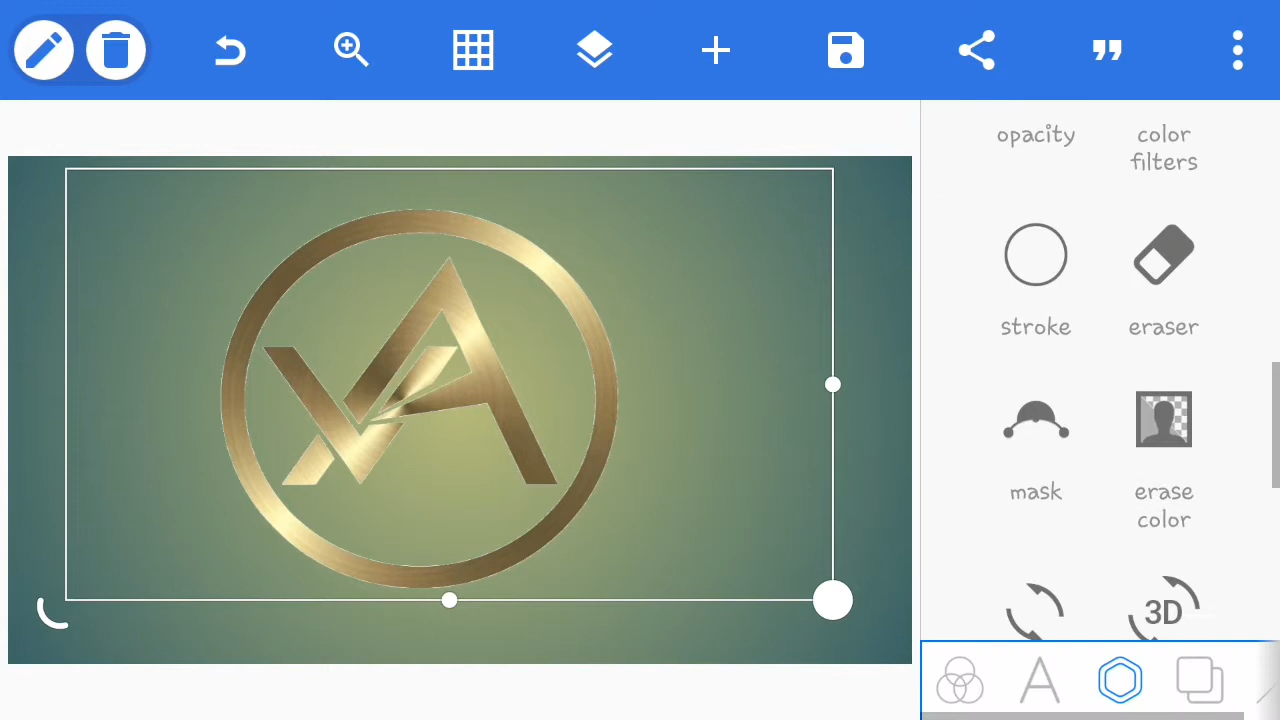 opacity
color
filters
stroke
eraser
mask
erase
color
3D